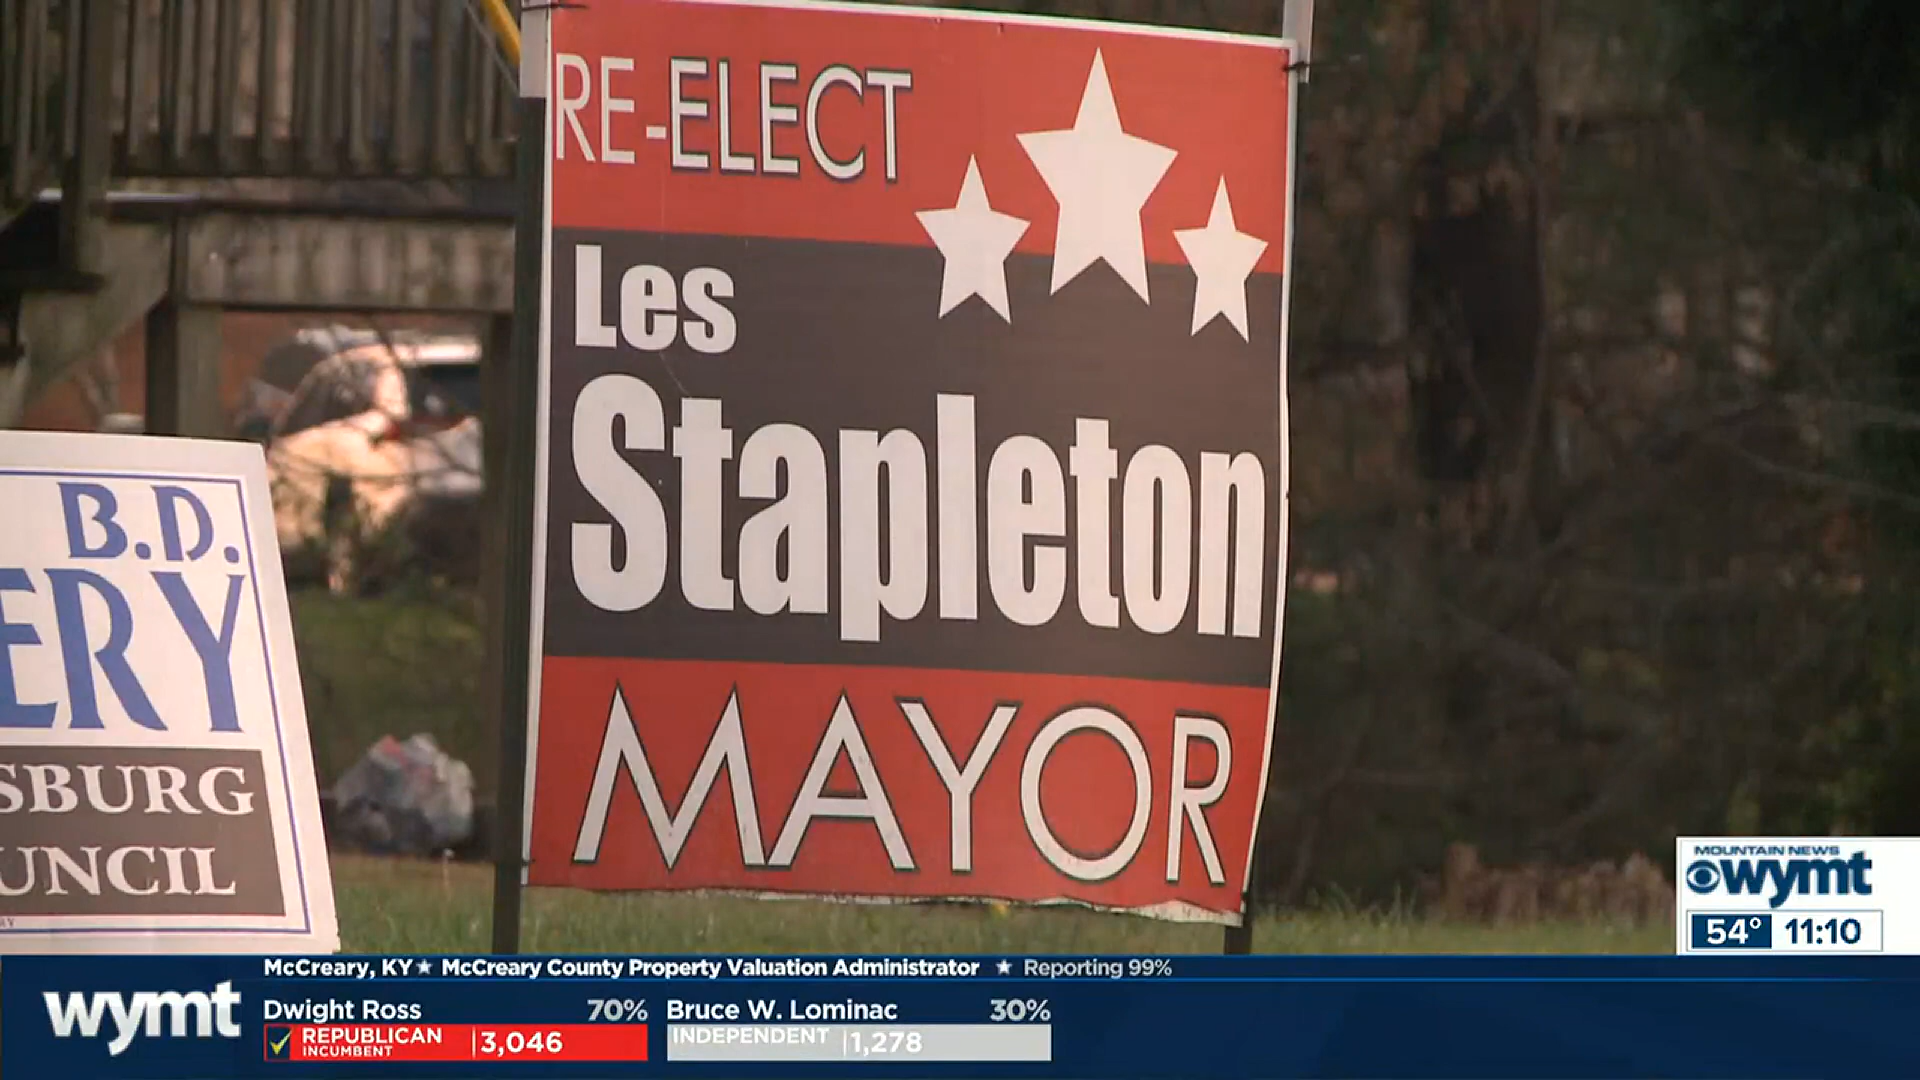 RE-ELECT
Les
Stapleton
MAYOR
B.D.
ERY
SBURG
UNCIL
MOUNTAIN NEWS
wymt
54° 11:10
McCreary, KY ★ McCreary County Property Valuation Administrator ★ Reporting 99%
wymt
Dwight Ross 70% Bruce W. Lominac 30%
REPUBLICAN INCUMBENT 3,046 INDEPENDENT 1,278